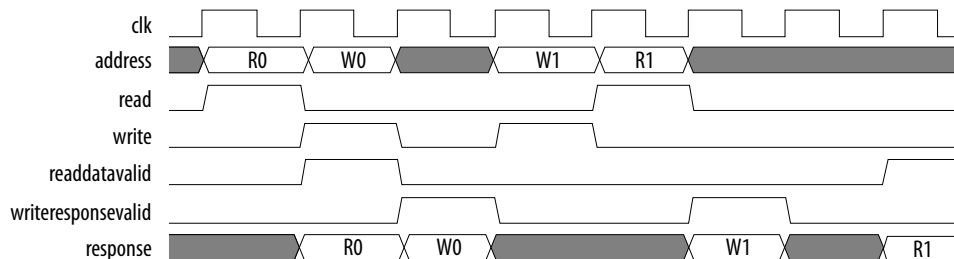 clk
address R0 W0 W1 R1
read
write
readdatavalid
writeresponsevalid
response R0 W0 W1 R1